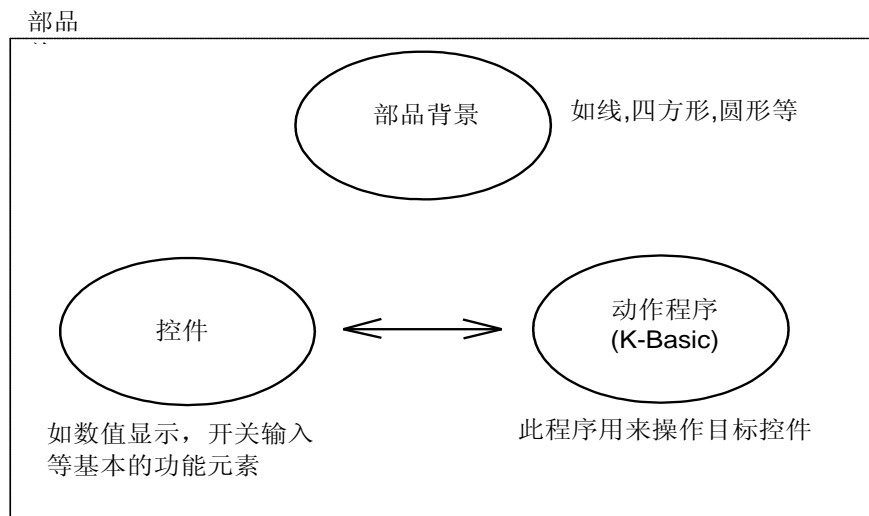 部品
部品背景
如线,四方形,圆形等
控件
动作程序
(K-Basic)
如数值显示，开关输入
等基本的功能元素
此程序用来操作目标控件